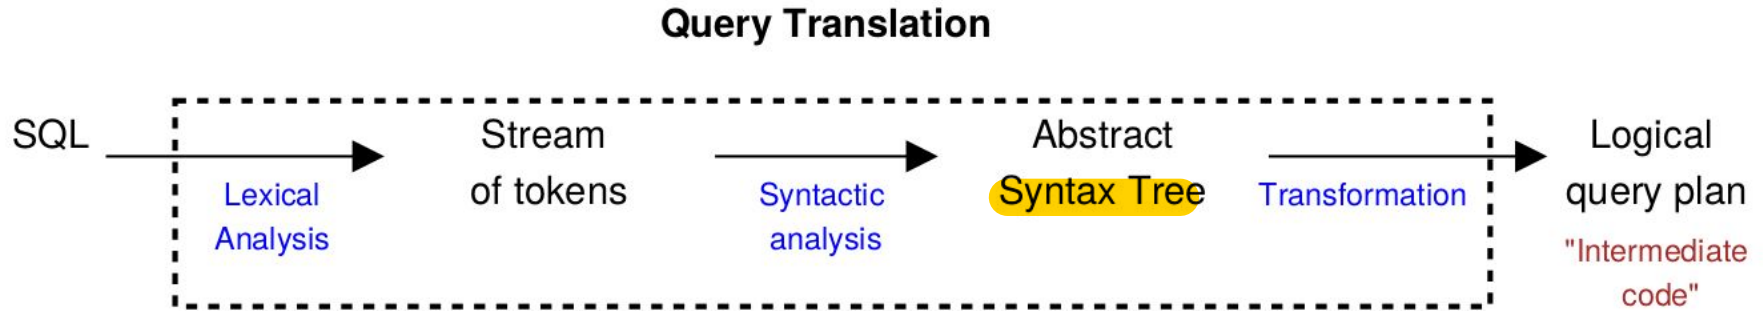 Query Translation
SQL
Lexical
Analysis
Stream
of tokens
Syntactic
analysis
Abstract
Syntax Tree
Transformation
Logical
query plan
"Intermediate
code"